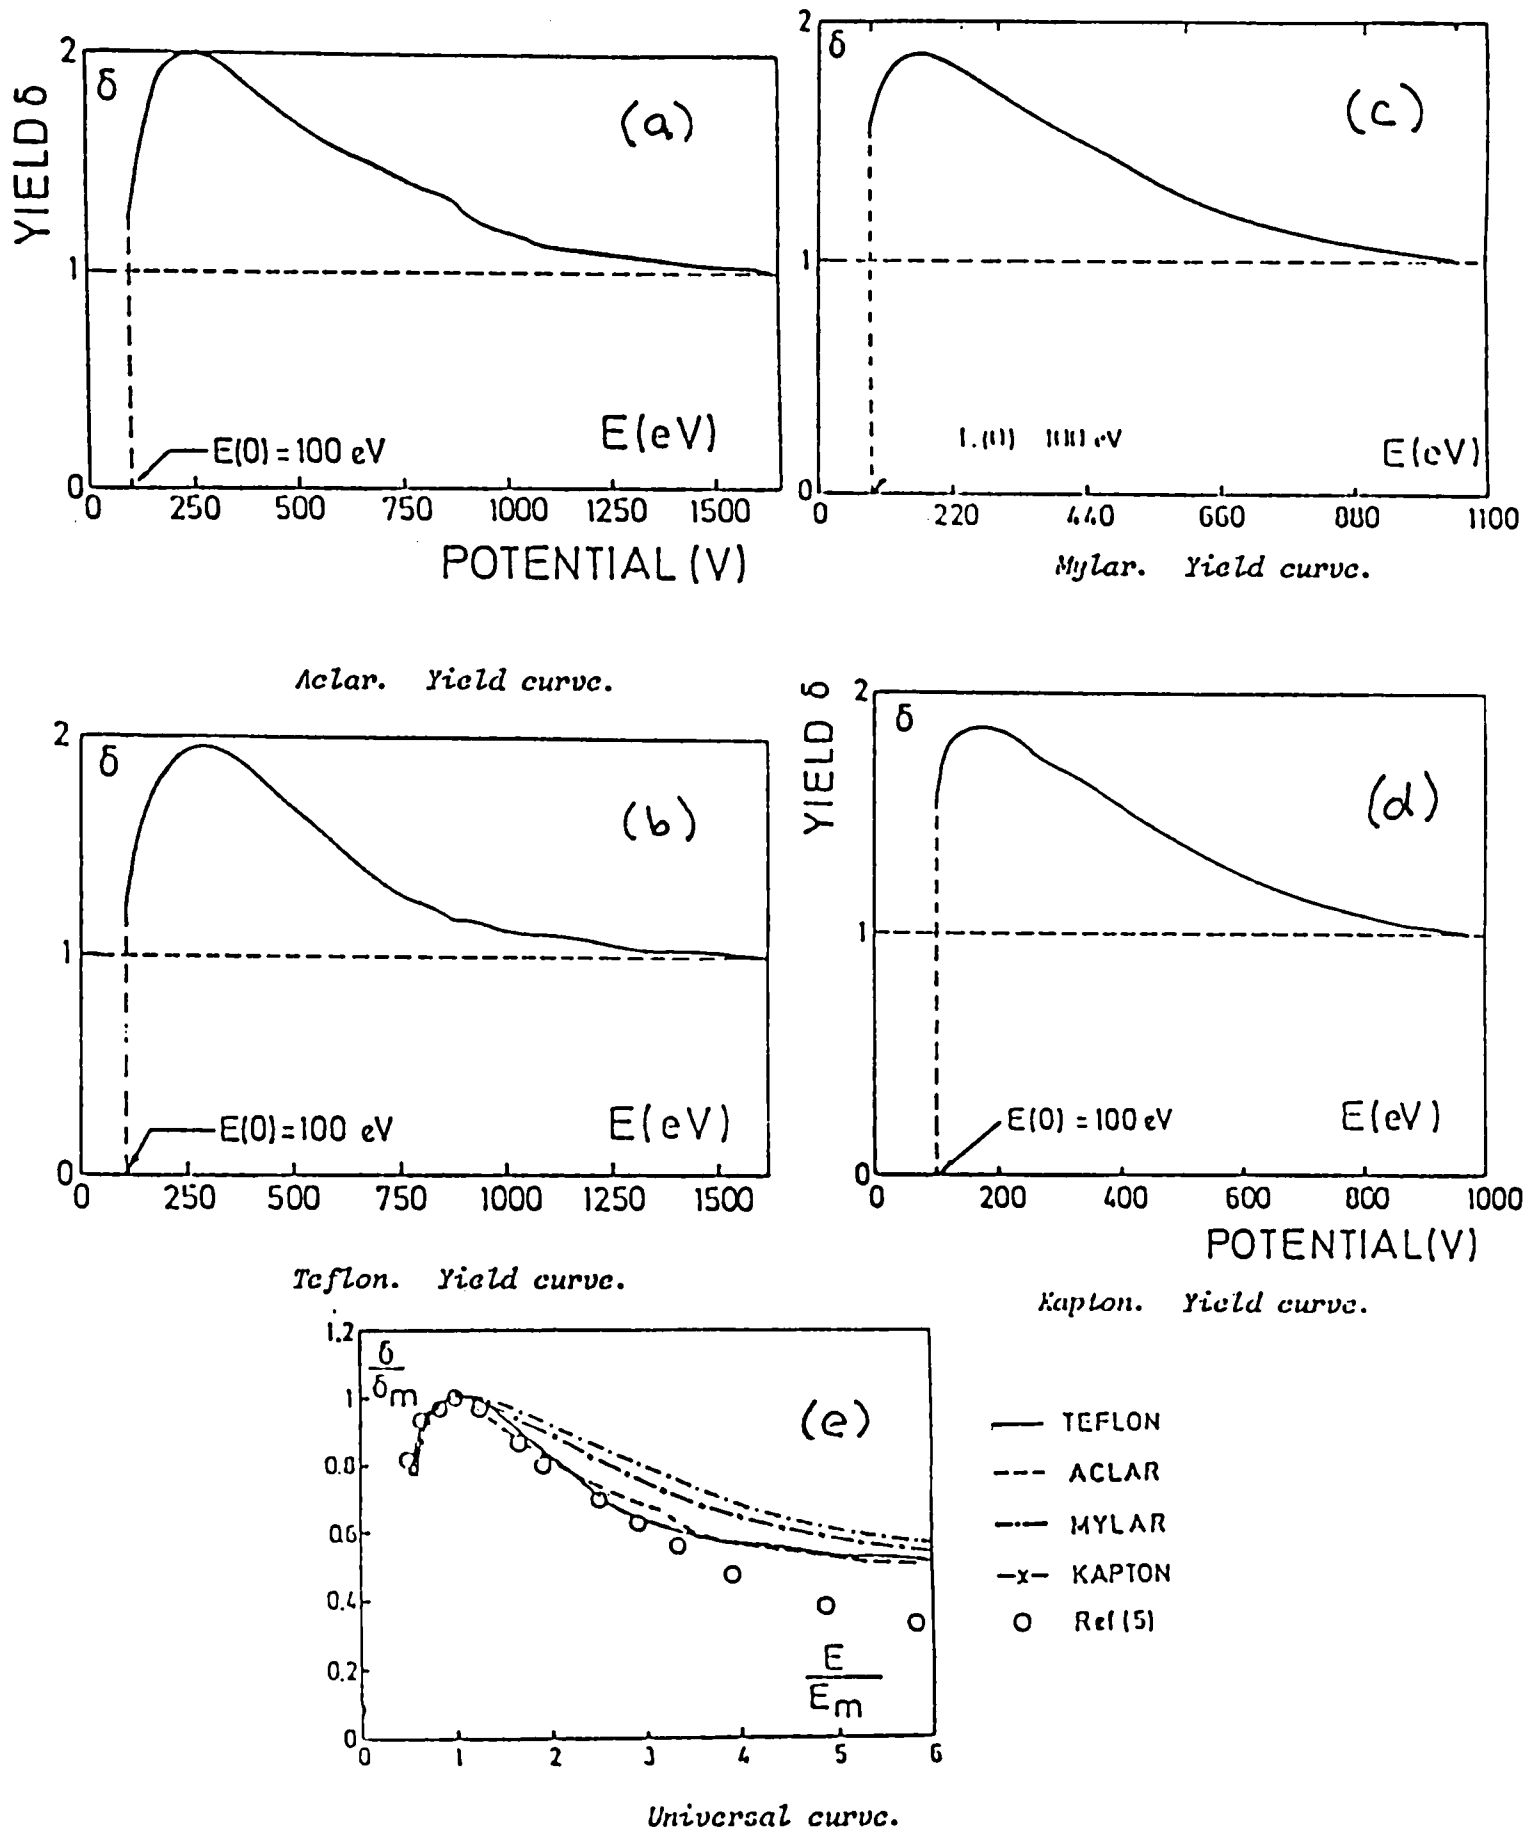 2
δ
(a)
YIELD δ
1
E(eV)
E(0) = 100 eV
0
0 250 500 750 1000 1250 1500
POTENTIAL (V)
Aclar. Yield curve.
2
δ
(c)
1
E(eV)
0
0 220 440 660 880 1100
Mylar. Yield curve.
2
δ
(b)
1
E(0) = 100 eV
E(eV)
0
0 250 500 750 1000 1250 1500
Teflon. Yield curve.
YIELD δ
2
δ
(d)
1
E(0) = 100 eV
E(eV)
0
0 200 400 600 800 1000
POTENTIAL(V)
Kapton. Yield curve.
1.2
δ
δm
1
(e)
0.8
0.6
0.4
0.2
E
Em
0
0 1 2 3 4 5 6
Universal curve.
TEFLON
ACLAR
MYLAR
KAPTON
Ref (5)